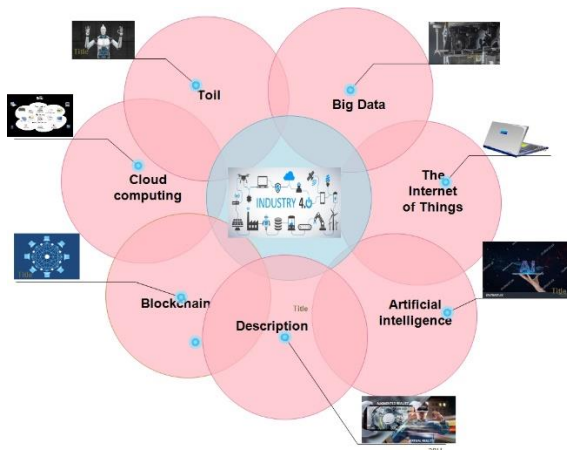 Title
Toil
Big Data
Cloud
computing
The
Internet
of Things
INDUSTRY 4.0
Title
Blockchain
Title
Description
Artificial
intelligence
Title